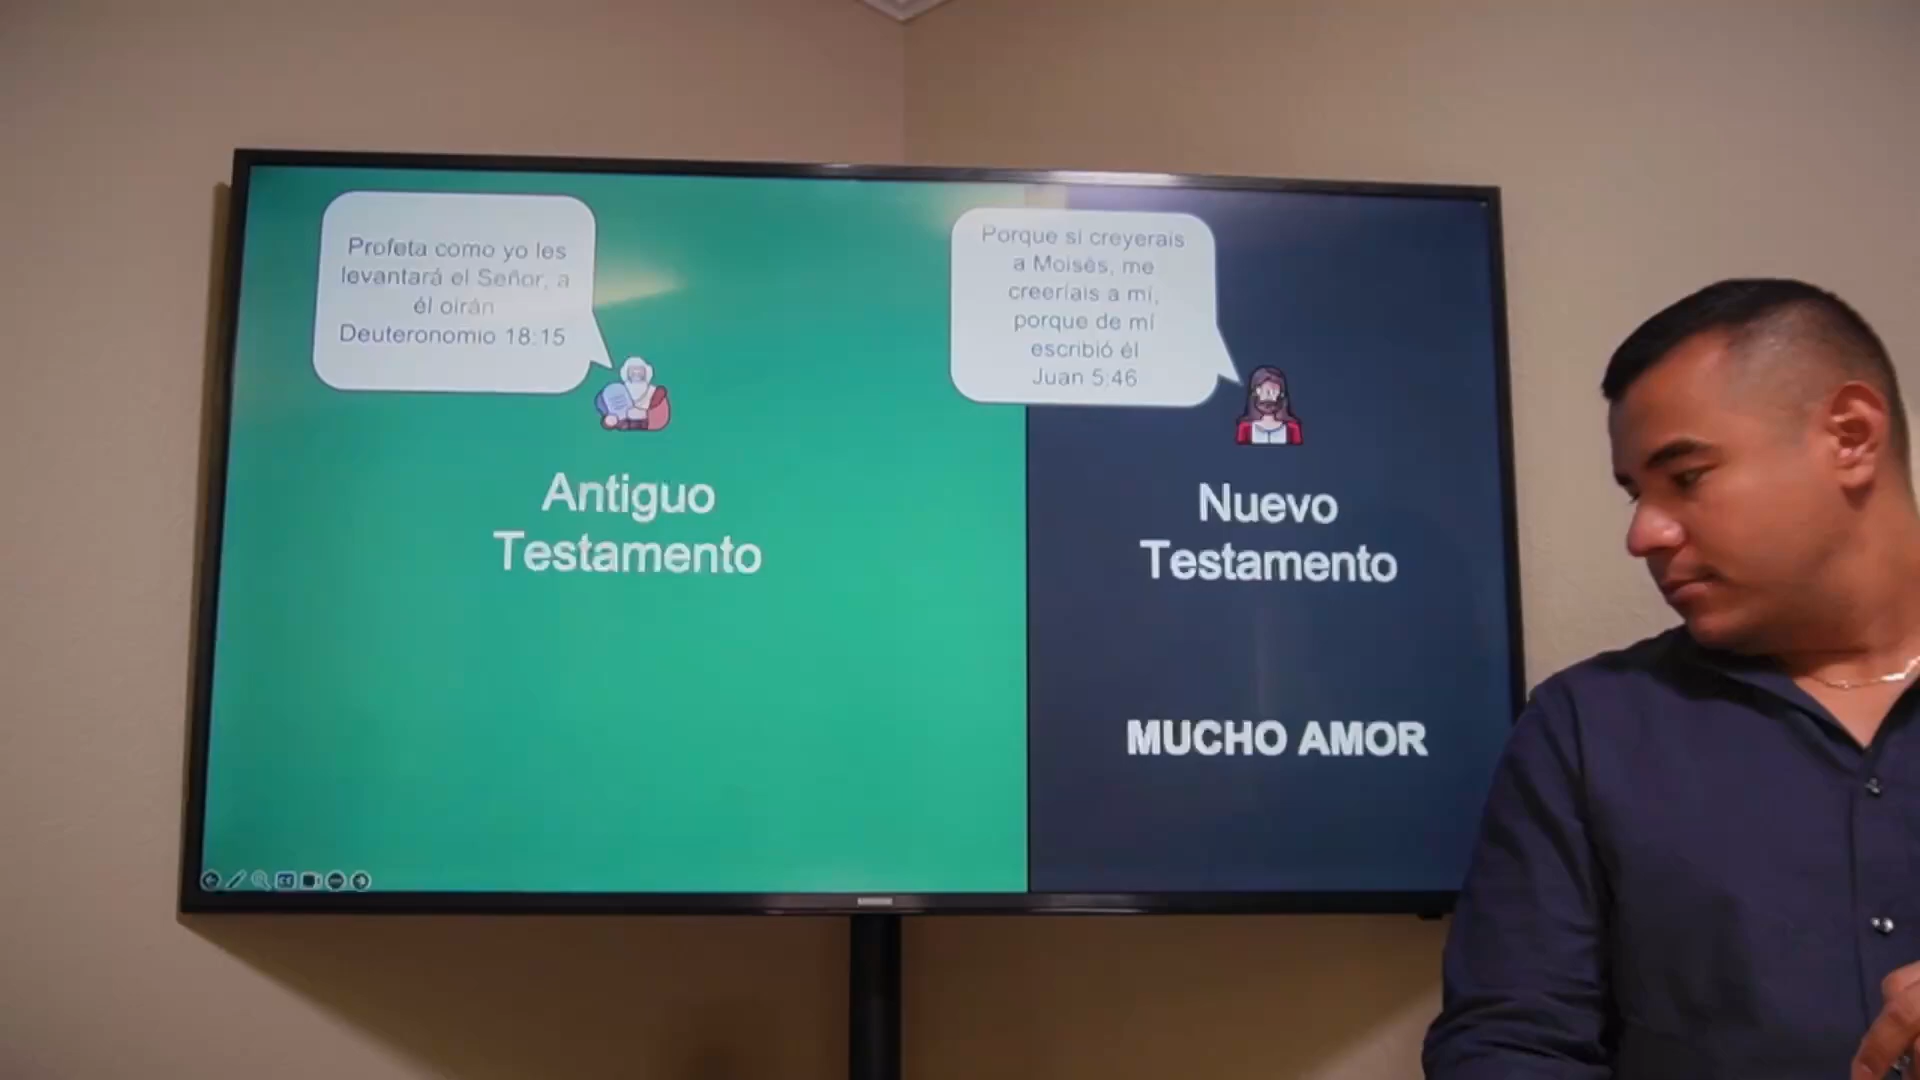 Profeta como yo les
levantará el Señor, a
él oirán
Deuteronomio 18:15
Antiguo
Testamento
Porque si creyerais
a Moisès, me
creeríais a mí,
porque de mí
escribió él
Juan 5:46
Nuevo
Testamento
MUCHO AMOR